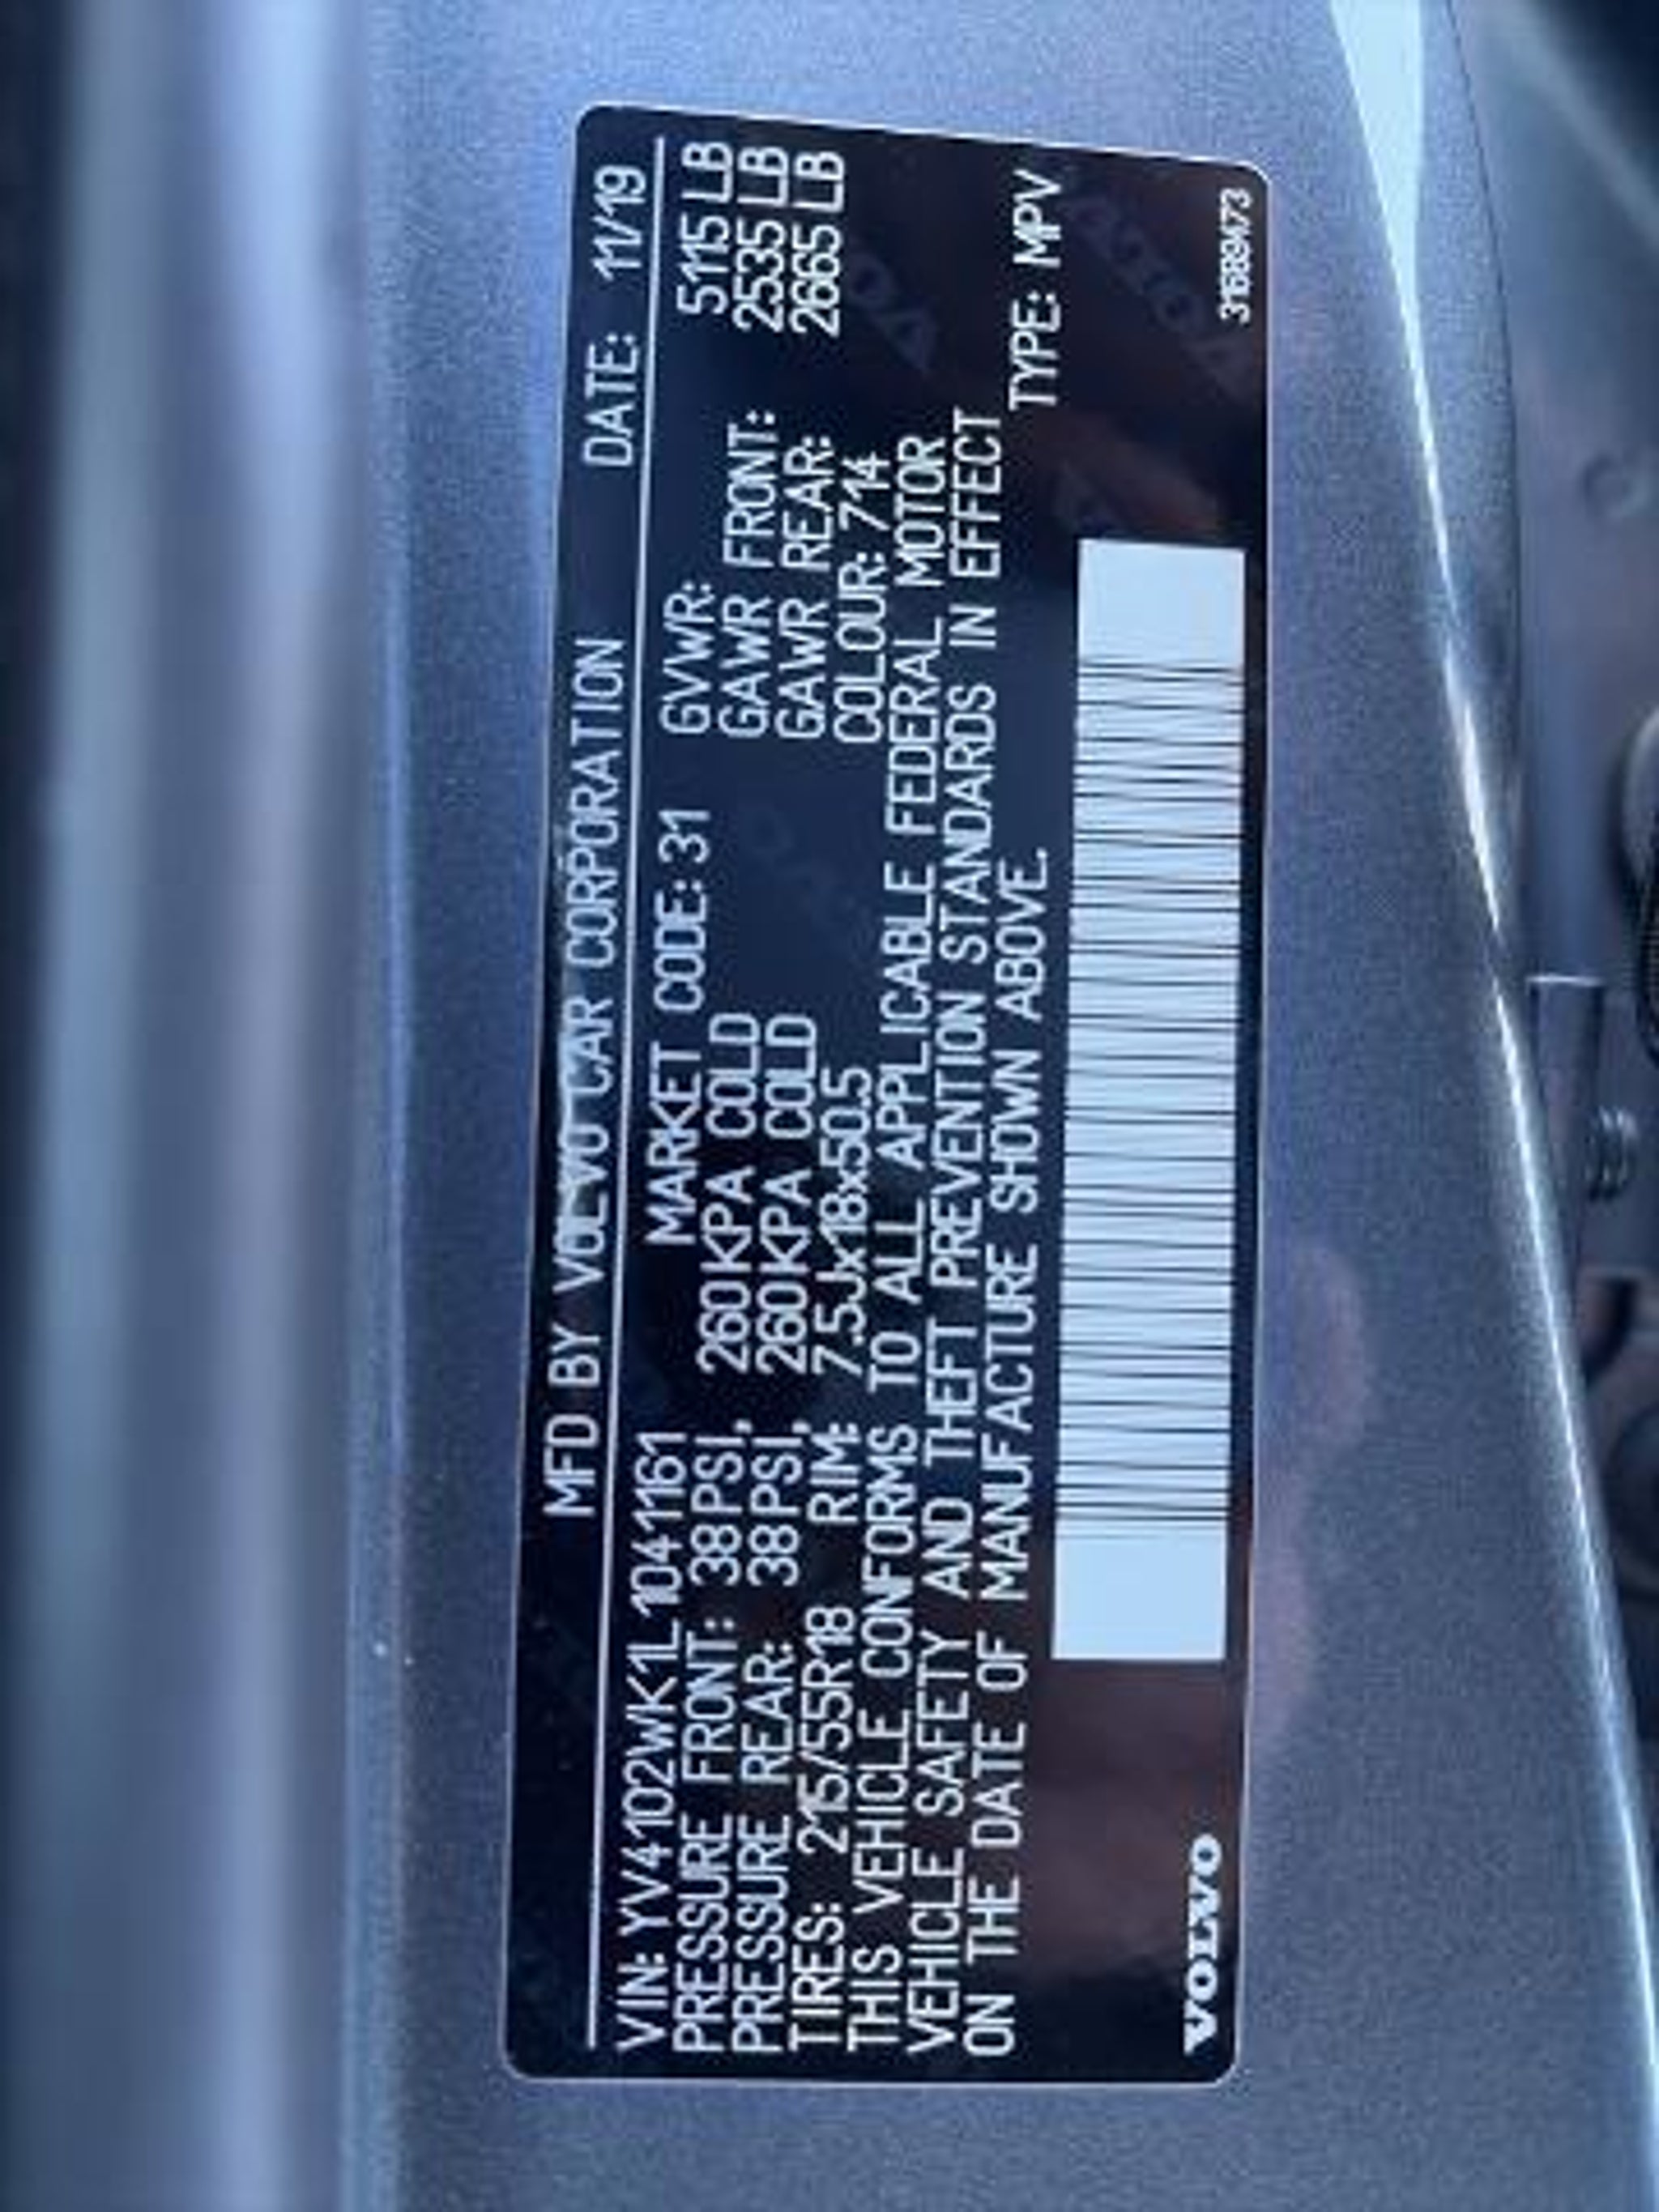 MFD BY VOLVO CAR CORPORATION DATE: 11/19
VIN: YV4102WK1L1041161 MARKET CODE: 31 GVWR: 5115 LB
PRESSURE FRONT: 38 PSI, 260 KPA COLD GAWR FRONT: 2535 LB
PRESSURE REAR: 38 PSI, 260 KPA COLD GAWR REAR: 2665 LB
TIRES: 215/55R18 RIM: 7.5Jx18x50.5 COLOUR: 714
THIS VEHICLE CONFORMS TO ALL APPLICABLE FEDERAL MOTOR
VEHICLE SAFETY AND THEFT PREVENTION STANDARDS IN EFFECT
ON THE DATE OF MANUFACTURE SHOWN ABOVE. TYPE: MPV
VOLVO 31689473